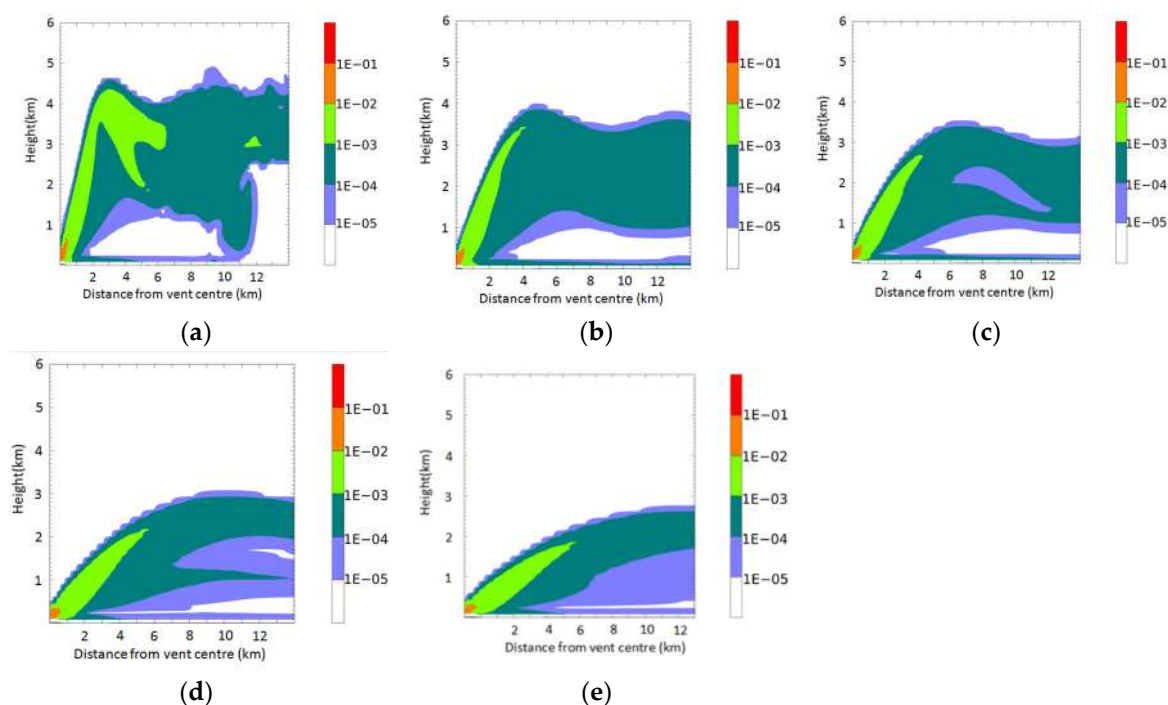 6
5
4
3
2
1
Height(km)
2 4 6 8 10 12
Distance from vent centre (km)
1E−01
1E−02
1E−03
1E−04
1E−05
(a)
6
5
4
3
2
1
Height(km)
2 4 6 8 10 12
Distance from vent centre (km)
1E−01
1E−02
1E−03
1E−04
1E−05
(b)
6
5
4
3
2
1
Height(km)
2 4 6 8 10 12
Distance from vent centre (km)
1E−01
1E−02
1E−03
1E−04
1E−05
(c)
6
5
4
3
2
1
Height(km)
2 4 6 8 10 12
Distance from vent centre (km)
1E−01
1E−02
1E−03
1E−04
1E−05
(d)
6
5
4
3
2
1
Height(km)
2 4 6 8 10 12
Distance from vent centre (km)
1E−01
1E−02
1E−03
1E−04
1E−05
(e)